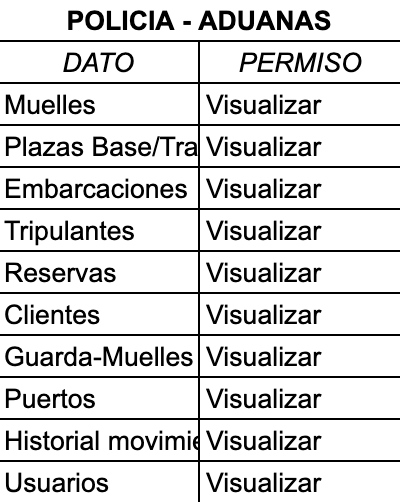 POLICIA - ADUANAS
DATO PERMISO
Muelles Visualizar
Plazas Base/Tra Visualizar
Embarcaciones Visualizar
Tripulantes Visualizar
Reservas Visualizar
Clientes Visualizar
Guarda-Muelles Visualizar
Puertos Visualizar
Historial movimie Visualizar
Usuarios Visualizar